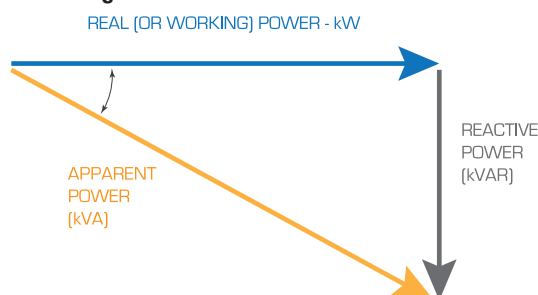 REAL (OR WORKING) POWER - kW
REACTIVE
POWER
(kVAR)
APPARENT
POWER
(kVA)